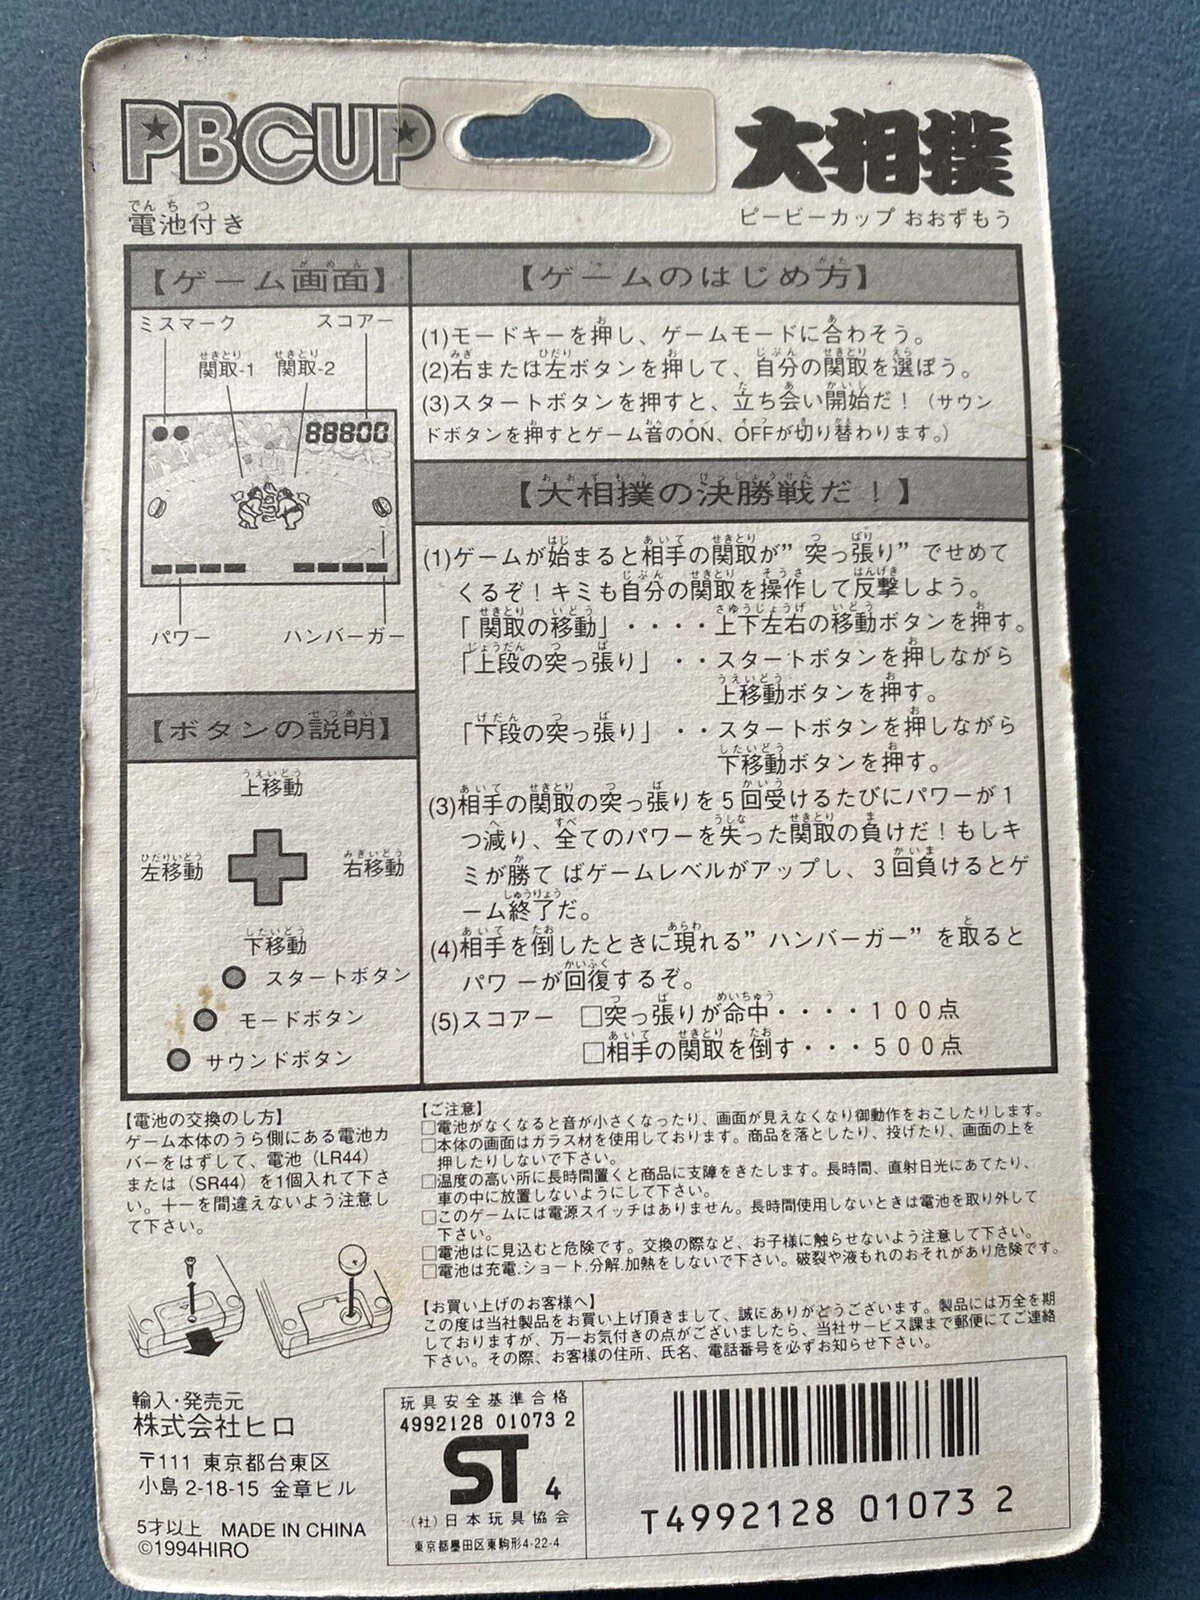 PBCUP
大相撲
電池付き
ピービーカップ おおずもう
【ゲーム画面】
ミスマーク スコアー
関取-1 関取-2
88800
パワー ハンバーガー
【ボタンの説明】
上移動
左移動 右移動
下移動
スタートボタン
モードボタン
サウンドボタン
【ゲームのはじめ方】
(1)モードキーを押し、ゲームモードに合わそう。
(2)右または左ボタンを押して、自分の関取を選ぼう。
(3)スタートボタンを押すと、立ち会い開始だ！（サウン
ドボタンを押すとゲーム音のON、OFFが切り替わります。）
【大相撲の決勝戦だ！】
(1)ゲームが始まると相手の関取が”突っ張り”でせめて
くるぞ！キミも自分の関取を操作して反撃しよう。
「関取の移動」・・・・上下左右の移動ボタンを押す。
「上段の突っ張り」・・スタートボタンを押しながら
上移動ボタンを押す。
「下段の突っ張り」・・スタートボタンを押しながら
下移動ボタンを押す。
(3)相手の関取の突っ張りを5回受けるたびにパワーが1
つ減り、全てのパワーを失った関取の負けだ！もしキ
ミが勝て ばゲームレベルがアップし、3回負けるとゲ
ーム終了だ。
(4)相手を倒したときに現れる”ハンバーガー”を取ると
パワーが回復するぞ。
(5)スコアー □突っ張りが命中・・・・100点
□相手の関取を倒す・・・500点
【電池の交換のし方】
ゲーム本体のうら側にある電池カ
バーをはずして、電池（LR44）
または（SR44）を1個入れて下さ
い。十一を間違えないよう注意し
て下さい。
【ご注意】
□電池がなくなると音が小さくなったり、画面が見えなくなり御動作をおこしたりします。
□本体の画面はガラス材を使用しております。商品を落としたり、投げたり、画面の上を
押したりしないで下さい。
□温度の高い所に長時間置くと商品に支障をきたします。長時間、直射日光にあてたり、
車の中に放置しないようにして下さい。
□このゲームには電源スイッチはありません。長時間使用しないときは電池を取り外して
下さい。
□電池はに見込むと危険です。交換の際など、お子様に触らせないよう注意して下さい。
□電池は充電.ショート.分解.加熱をしないで下さい。破裂や液もれのおそれがあり危険です。
【お買い上げのお客様へ】
この度は当社製品をお買い上げ頂きまして、誠にありがとうございます。製品には万全を期
しておりますが、万一お気付きの点がございましたら、当社サービス課まで郵便にてご連絡
下さい。その際、お客様の住所、氏名、電話番号を必ずお知らせ下さい。
輸入・発売元
株式会社ヒロ
〒111 東京都台東区
小島 2-18-15 金章ビル
5才以上 MADE IN CHINA
©1994HIRO
玩具安全基準合格
4992128 01073 2
ST 4
（社）日本玩具協会
東京都墨田区東駒形4-22-4
T4992128 01073 2